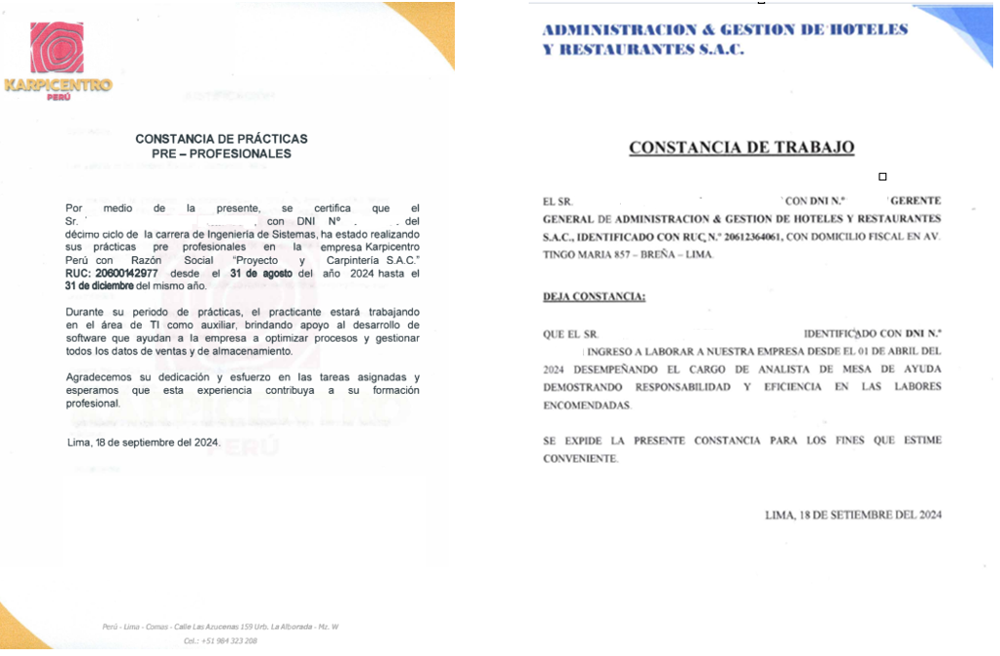 KARPICENTRO
PERÚ
CONSTANCIA DE PRÁCTICAS
PRE – PROFESIONALES
Por medio de la presente, se certifica que el
Sr. , con DNI Nº del
décimo ciclo de la carrera de Ingeniería de Sistemas, ha estado realizando
sus prácticas pre profesionales en la empresa Karpicentro
Perú con Razón Social “Proyecto y Carpintería S.A.C.”
RUC: 20600142977 desde el 31 de agosto del año 2024 hasta el
31 de diciembre del mismo año.
Durante su periodo de prácticas, el practicante estará trabajando
en el área de TI como auxiliar, brindando apoyo al desarrollo de
software que ayudan a la empresa a optimizar procesos y gestionar
todos los datos de ventas y de almacenamiento.
Agradecemos su dedicación y esfuerzo en las tareas asignadas y
esperamos que esta experiencia contribuya a su formación
profesional.
Lima, 18 de septiembre del 2024.
Perú - Lima - Comas - Calle Las Azucenas 159 Urb. La Alborada - Mz. W
Cel.: +51 984 323 208
ADMINISTRACION & GESTION DE HOTELES
Y RESTAURANTES S.A.C.
CONSTANCIA DE TRABAJO
EL SR. CON DNI N.º GERENTE
GENERAL DE ADMINISTRACION & GESTION DE HOTELES Y RESTAURANTES
S.A.C., IDENTIFICADO CON RUC N.º 20612364061, CON DOMICILIO FISCAL EN AV.
TINGO MARIA 857 – BREÑA – LIMA.
DEJA CONSTANCIA:
QUE EL SR. IDENTIFICADO CON DNI N.º
INGRESO A LABORAR A NUESTRA EMPRESA DESDE EL 01 DE ABRIL DEL
2024 DESEMPEÑANDO EL CARGO DE ANALISTA DE MESA DE AYUDA
DEMOSTRANDO RESPONSABILIDAD Y EFICIENCIA EN LAS LABORES
ENCOMENDADAS.
SE EXPIDE LA PRESENTE CONSTANCIA PARA LOS FINES QUE ESTIME
CONVENIENTE.
LIMA, 18 DE SETIEMBRE DEL 2024